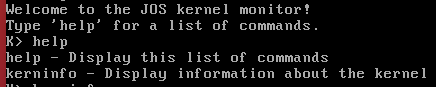 Welcome to the JOS kernel monitor!
Type 'help' for a list of commands.
K> help
help - Display this list of commands
kerninfo - Display information about the kernel